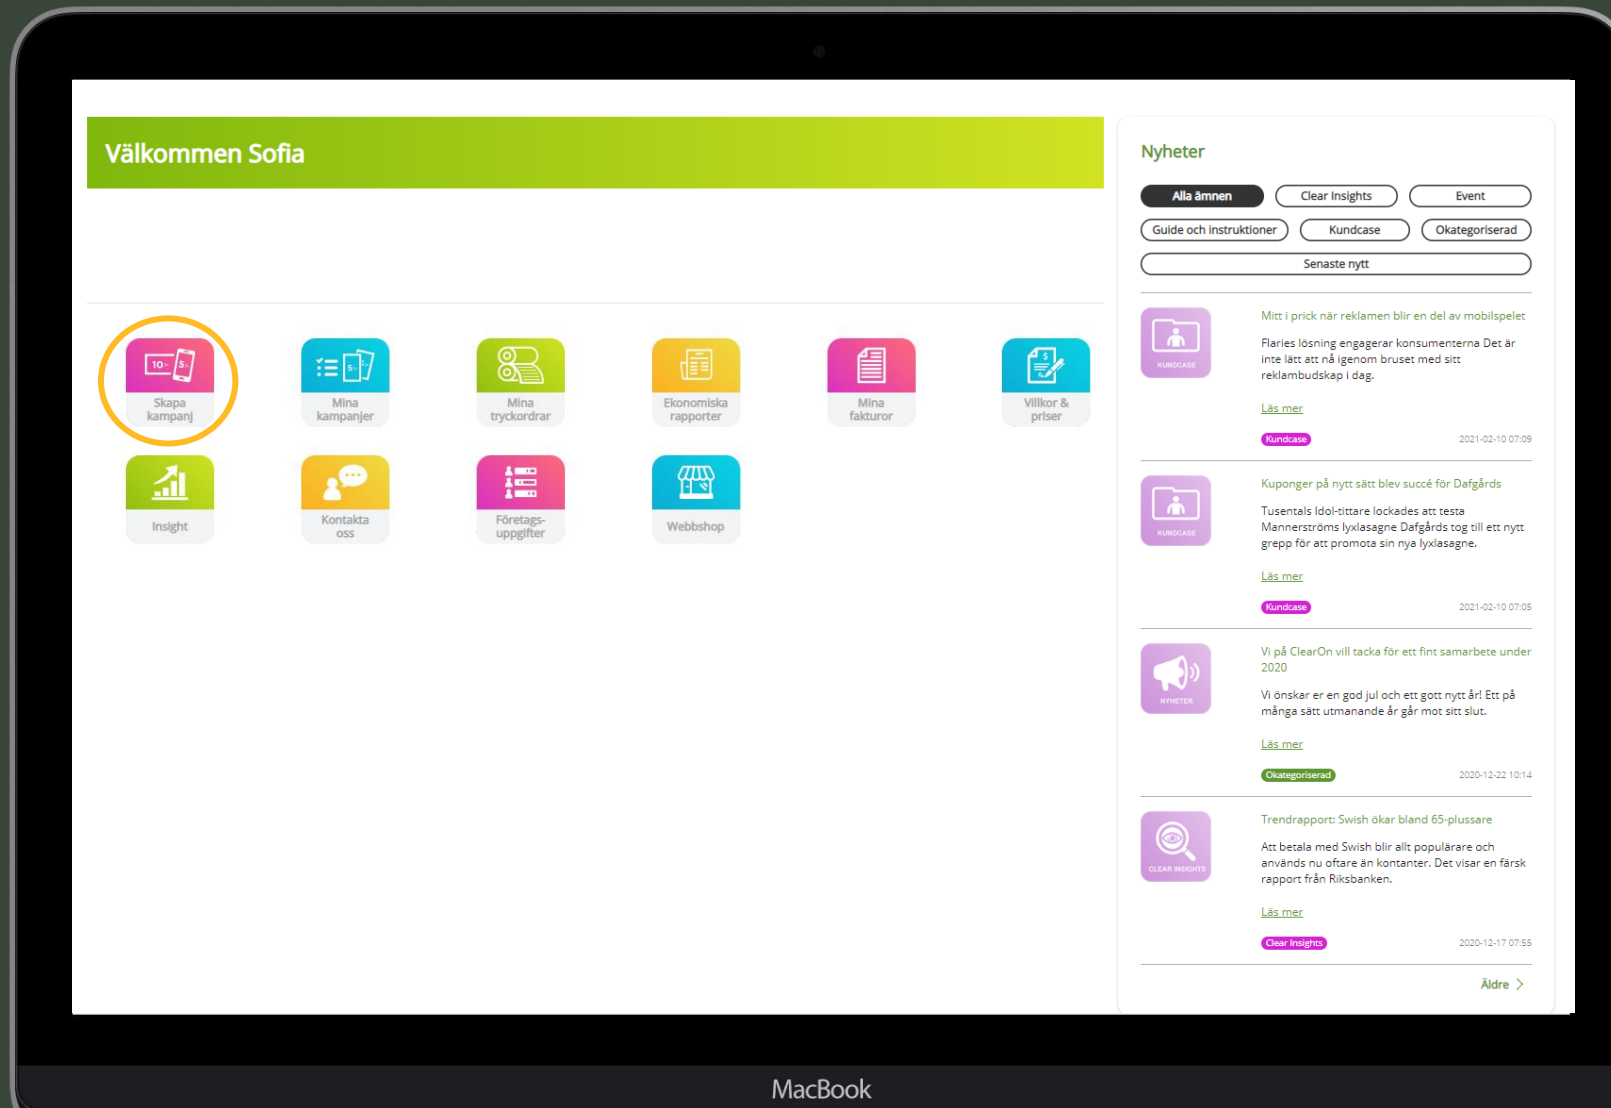 Välkommen Sofia
10:-
5:-
Skapa
kampanj
5:-
Mina
kampanjer
Mina
tryckordrar
Ekonomiska
rapporter
Mina
fakturor
$
Villkor &
priser
Insight
Kontakta
oss
Företags-
uppgifter
Webbshop
Nyheter
Alla ämnen
Clear Insights
Event
Guide och instruktioner
Kundcase
Okategoriserad
Senaste nytt
KUNDCASE
Mitt i prick när reklamen blir en del av mobilspelet
Flaries lösning engagerar konsumenterna Det är
inte lätt att nå igenom bruset med sitt
reklambudskap i dag.
Läs mer
Kundcase
2021-02-10 07:09
KUNDCASE
Kuponger på nytt sätt blev succé för Dafgårds
Tusentals Idol-tittare lockades att testa
Mannerströms lyxlasagne Dafgårds tog till ett nytt
grepp för att promota sin nya lyxlasagne.
Läs mer
Kundcase
2021-02-10 07:05
NYHETER
Vi på ClearOn vill tacka för ett fint samarbete under
2020
Vi önskar er en god jul och ett gott nytt år! Ett på
många sätt utmanande år går mot sitt slut.
Läs mer
Okategoriserad
2020-12-22 10:14
CLEAR INSIGHTS
Trendrapport: Swish ökar bland 65-plussare
Att betala med Swish blir allt populärare och
används nu oftare än kontanter. Det visar en färsk
rapport från Riksbanken.
Läs mer
Clear Insights
2020-12-17 07:55
Äldre
MacBook